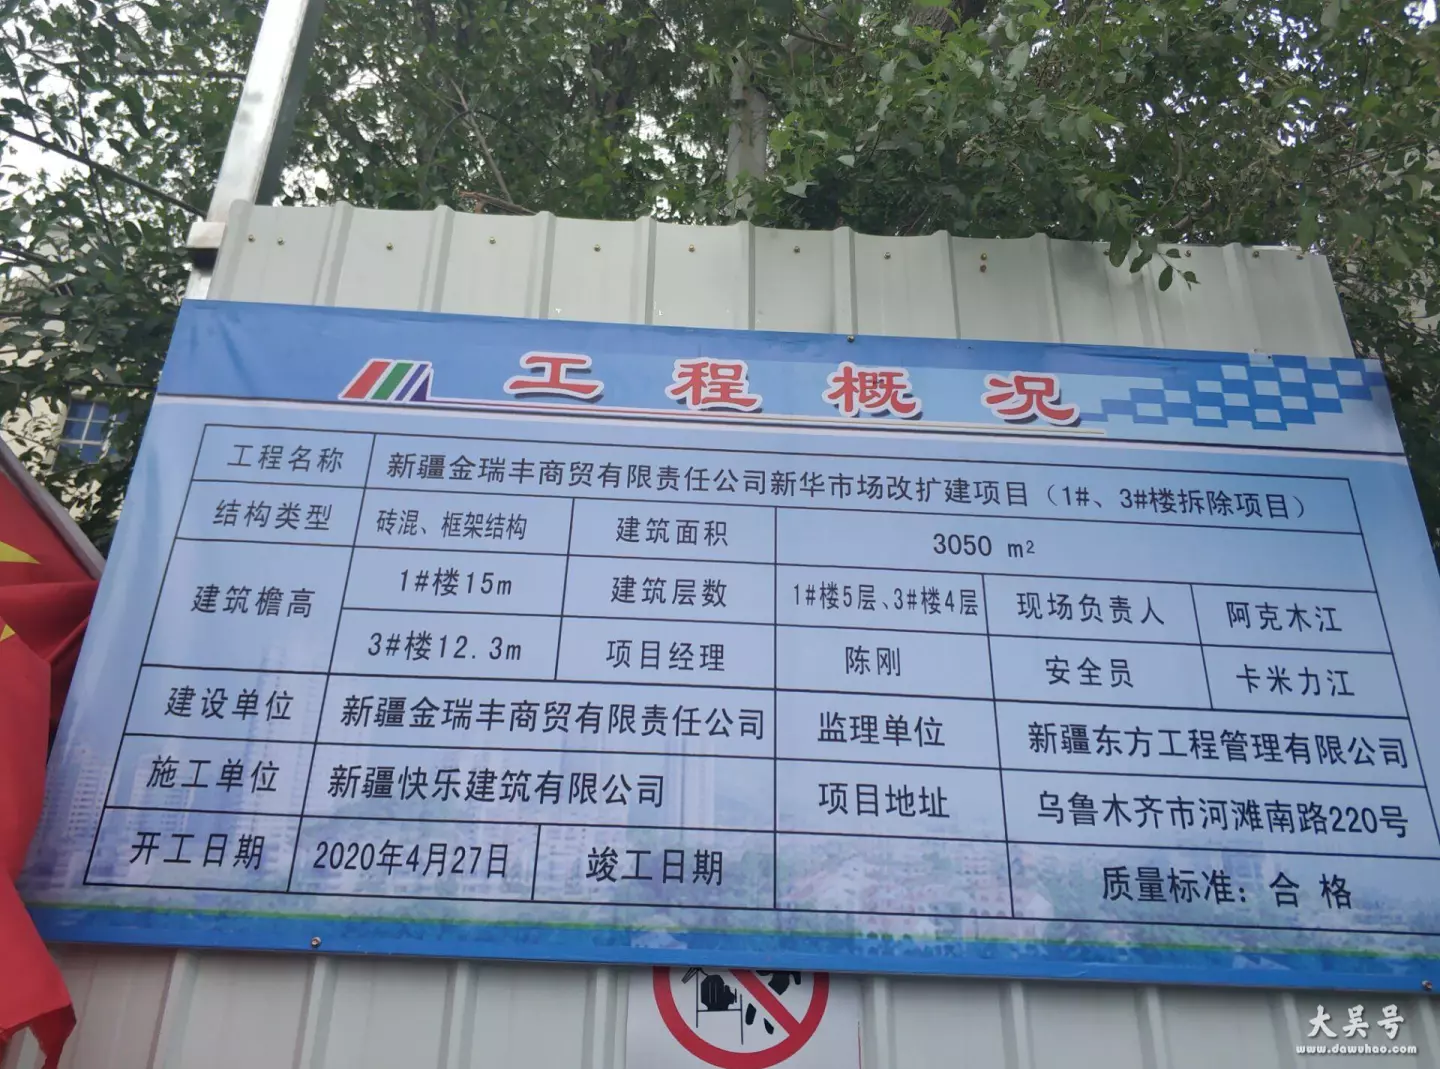 工程概况
工程名称 新疆金瑞丰商贸有限责任公司新华市场改扩建项目（1#、3#楼拆除项目）
结构类型 砖混、框架结构 建筑面积 3050 m²
建筑檐高 1#楼15m 建筑层数 1#楼5层、3#楼4层 现场负责人 阿克木江
3#楼12.3m 项目经理 陈刚 安全员 卡米力江
建设单位 新疆金瑞丰商贸有限责任公司 监理单位 新疆东方工程管理有限公司
施工单位 新疆快乐建筑有限公司 项目地址 乌鲁木齐市河滩南路220号
开工日期 2020年4月27日 竣工日期 质量标准：合 格
大吴号
www.dawuhao.com